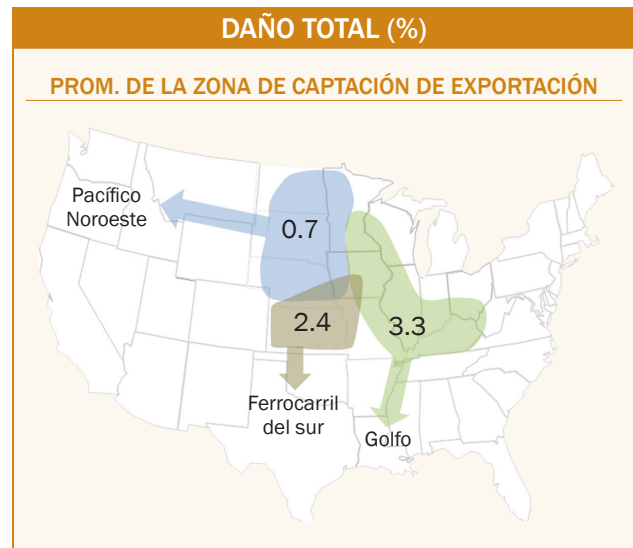 DAÑO TOTAL (%)
PROM. DE LA ZONA DE CAPTACIÓN DE EXPORTACIÓN
Pacífico
Noroeste
0.7
2.4
3.3
Ferrocarril
del sur
Golfo